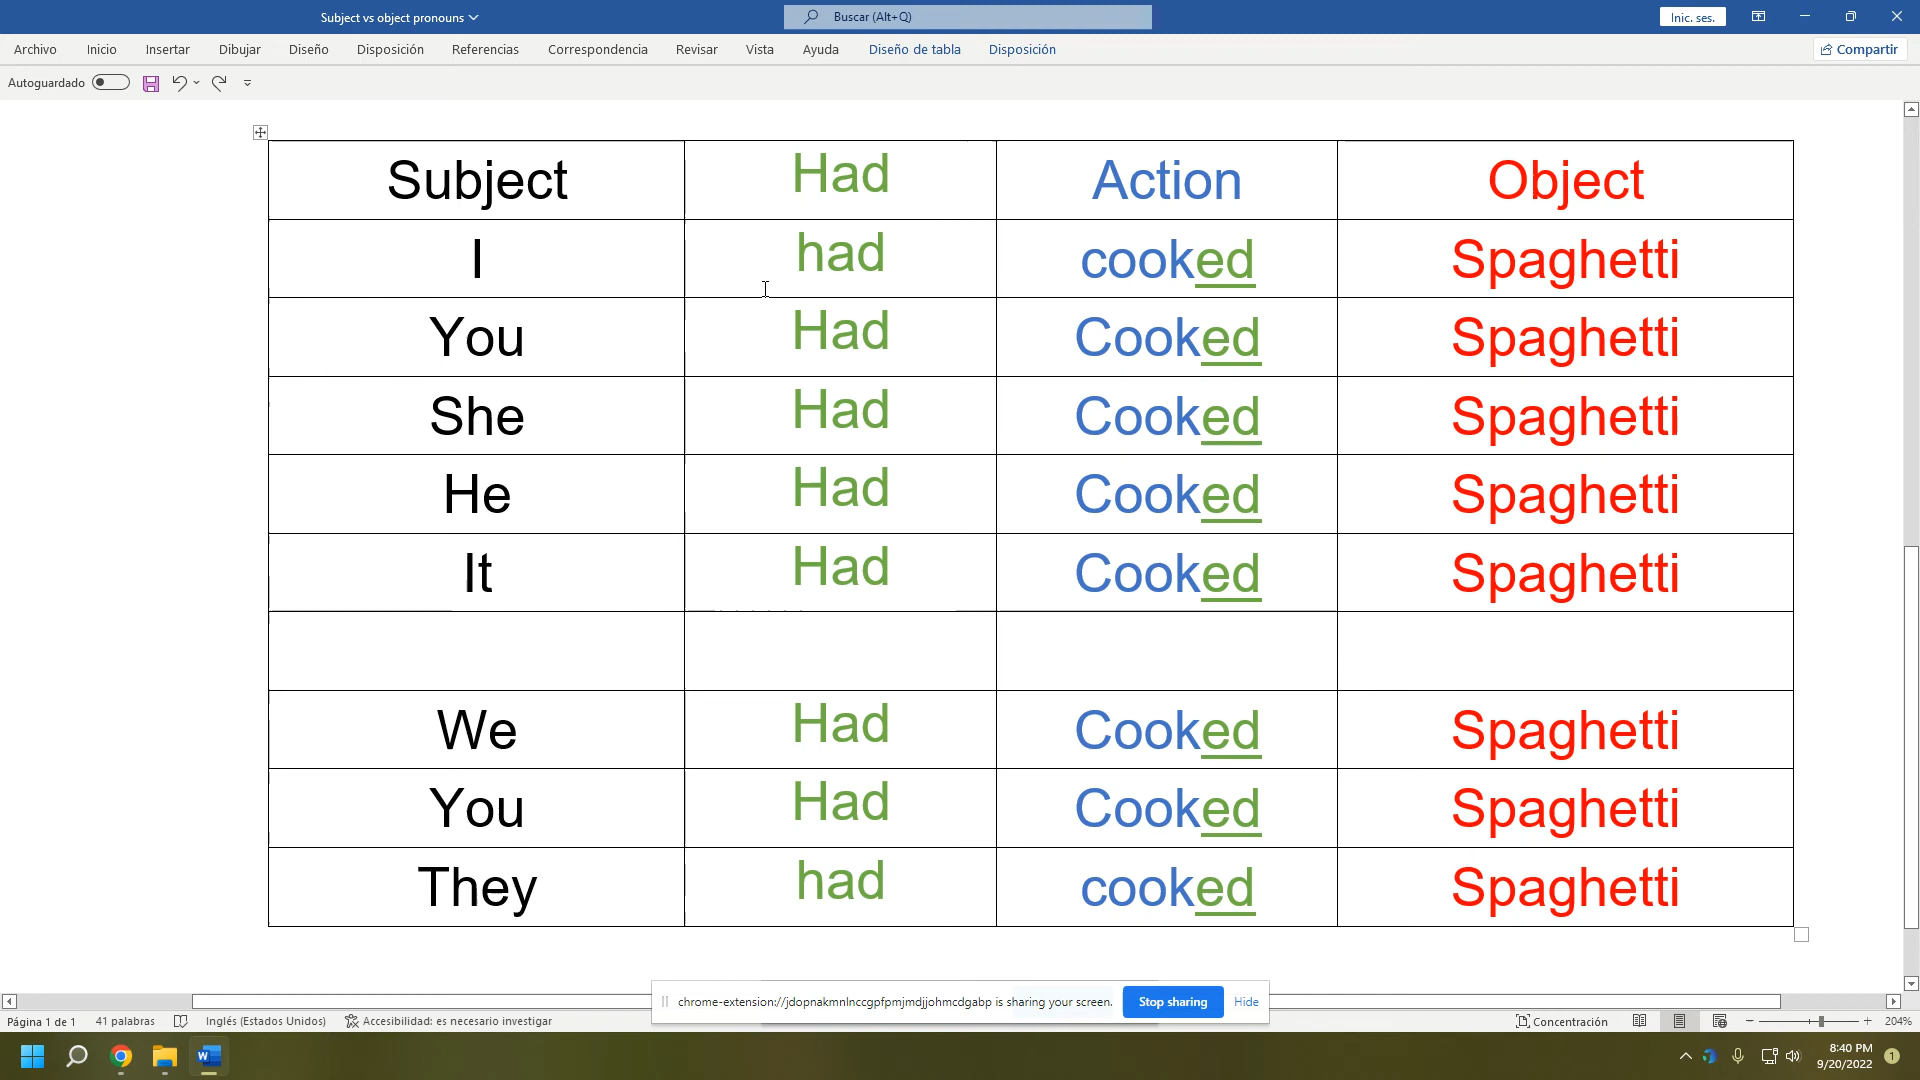 Subject vs object pronouns
Buscar (Alt+Q)
Inic. ses.
Archivo Inicio Insertar Dibujar Diseño Disposición Referencias Correspondencia Revisar Vista Ayuda Diseño de tabla Disposición Compartir
Autoguardado
Subject Had Action Object
I had cooked Spaghetti
You Had Cooked Spaghetti
She Had Cooked Spaghetti
He Had Cooked Spaghetti
It Had Cooked Spaghetti
We Had Cooked Spaghetti
You Had Cooked Spaghetti
They had cooked Spaghetti
chrome-extension://jdopnakmnlnccgpfpmjmdjjohmcdgabp is sharing your screen. Stop sharing Hide
Página 1 de 1 41 palabras Inglés (Estados Unidos) Accesibilidad: es necesario investigar Concentración 204%
8:40 PM
9/20/2022
1